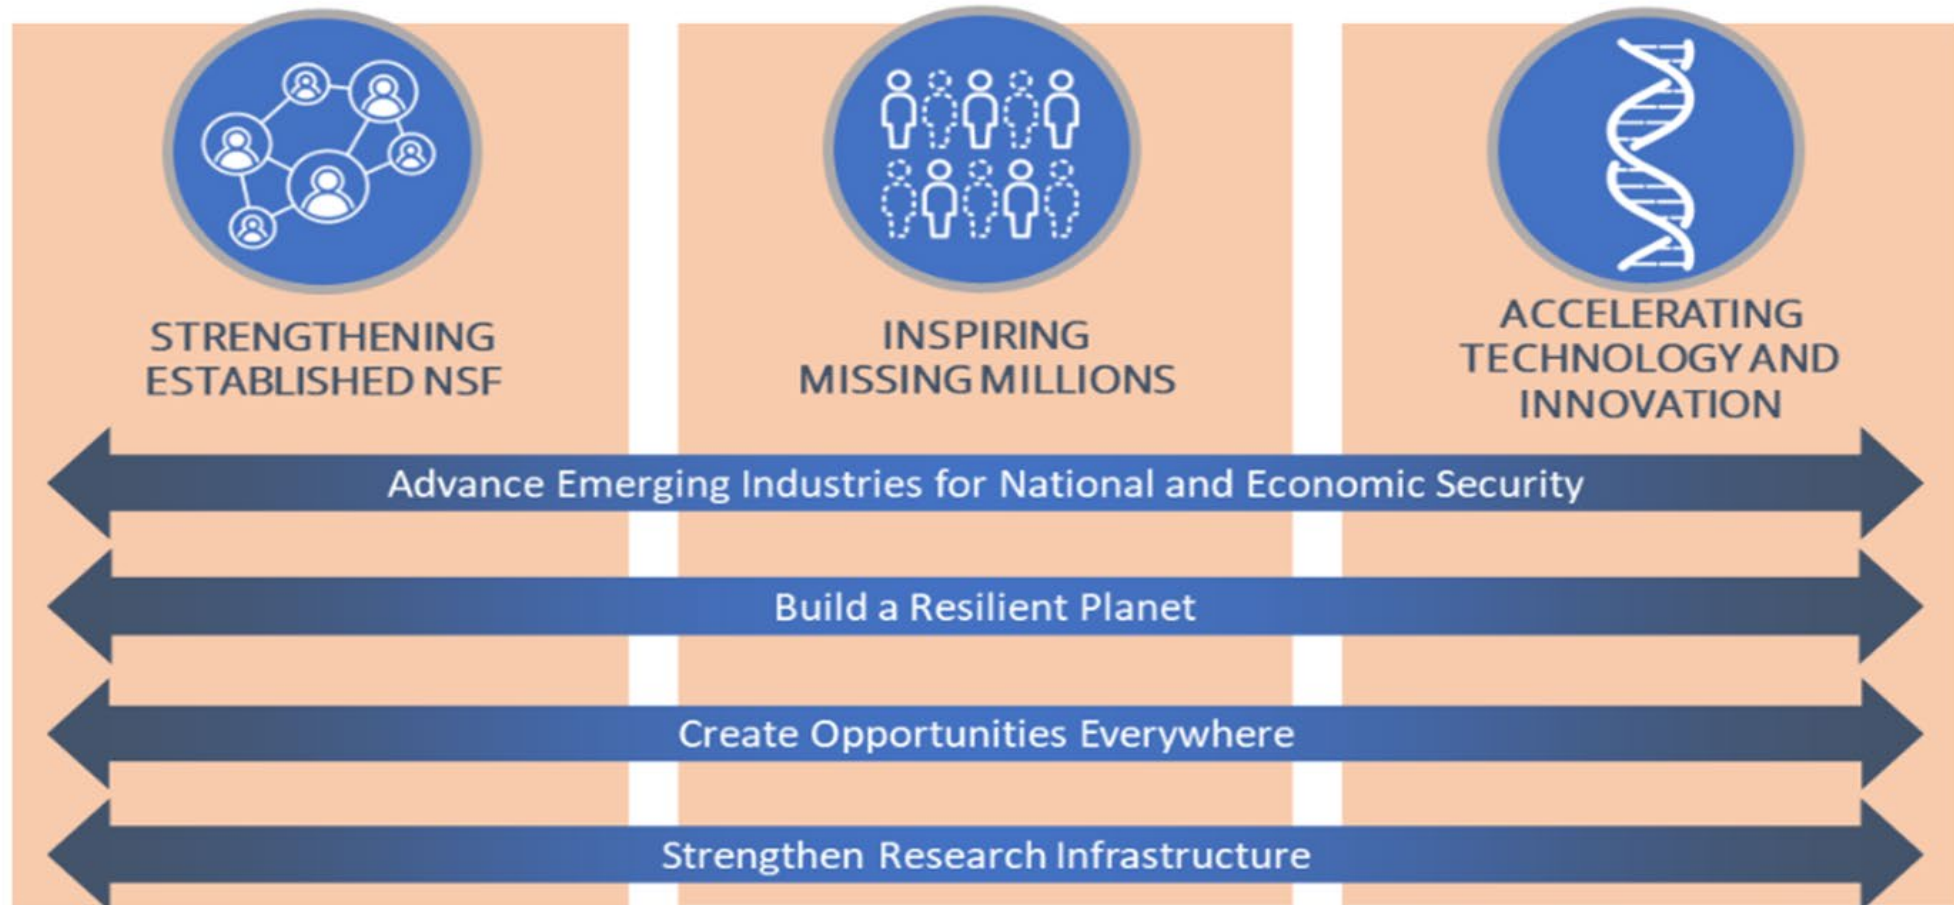 STRENGTHENING
ESTABLISHED NSF
INSPIRING
MISSING MILLIONS
ACCELERATING
TECHNOLOGY AND
INNOVATION
Advance Emerging Industries for National and Economic Security
Build a Resilient Planet
Create Opportunities Everywhere
Strengthen Research Infrastructure